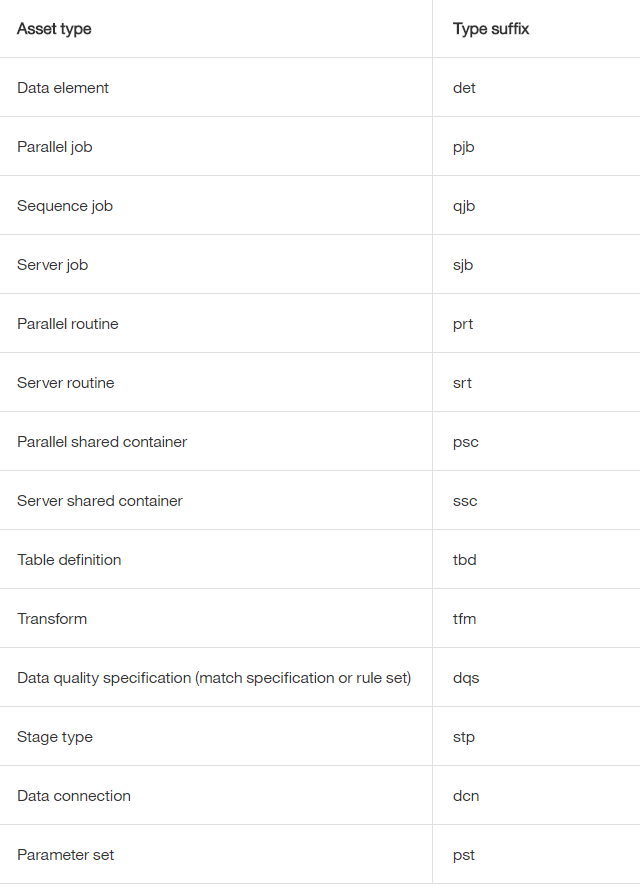 Asset type Type suffix
Data element det
Parallel job pjb
Sequence job qjb
Server job sjb
Parallel routine prt
Server routine srt
Parallel shared container psc
Server shared container ssc
Table definition tbd
Transform tfm
Data quality specification (match specification or rule set) dqs
Stage type stp
Data connection dcn
Parameter set pst